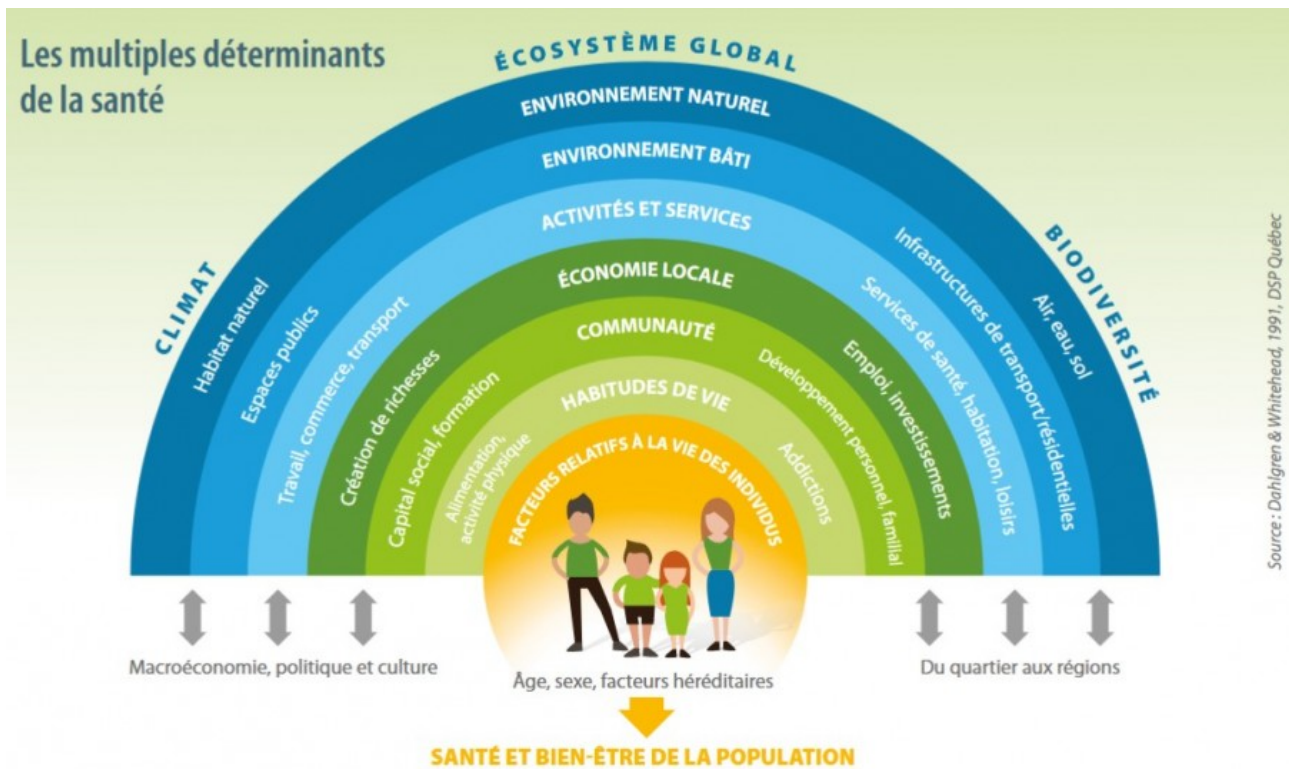 Les multiples déterminants
de la santé
ÉCOSYSTÈME GLOBAL
CLIMAT
BIODIVERSITÉ
ENVIRONNEMENT NATUREL
Habitat naturel
Air, eau, sol
ENVIRONNEMENT BÂTI
Espaces publics
Infrastructures de transport/résidentielles
ACTIVITÉS ET SERVICES
Travail, commerce, transport
Services de santé, habitation, loisirs
ÉCONOMIE LOCALE
Création de richesses
Emploi, investissements
COMMUNAUTÉ
Capital social, formation
Développement personnel, familial
HABITUDES DE VIE
Alimentation,
activité physique
Addictions
FACTEURS RELATIFS À LA VIE DES INDIVIDUS
Macroéconomie, politique et culture
Âge, sexe, facteurs héréditaires
Du quartier aux régions
SANTÉ ET BIEN-ÊTRE DE LA POPULATION
Source : Dahlgren & Whitehead, 1991, DSP Québec